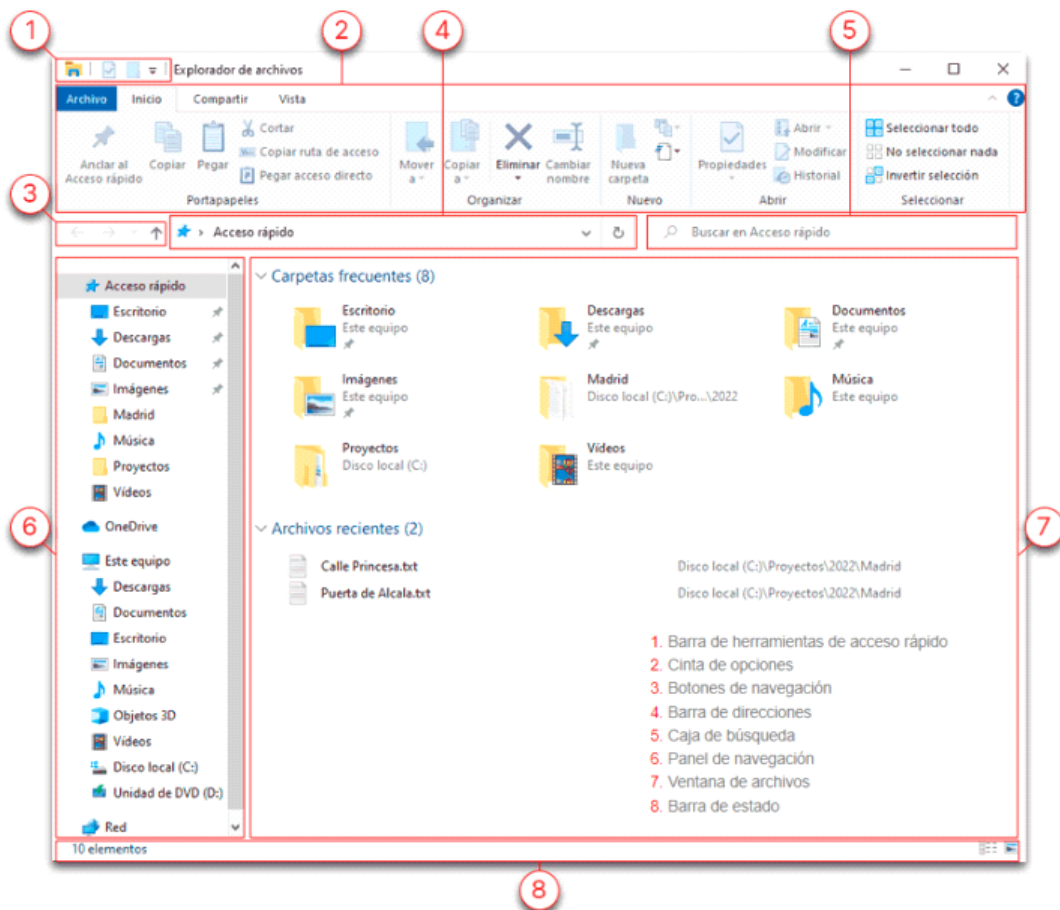 1
2
4
5
Explorador de archivos
Archivo Inicio Compartir Vista
Andar al
Acceso rápido
Copiar
Pegar
Cortar
Copiar ruta de acceso
Pegar acceso directo
Portapapeles
Mover
a
Copiar
a
Eliminar
Cambiar
nombre
Organizar
Nueva
carpeta
Nuevo
Propiedades
Abrir
Modificar
Historial
Abrir
Seleccionar todo
No seleccionar nada
Invertir selección
Seleccionar
3
Acceso rápido
Buscar en Acceso rápido
Acceso rápido
Escritorio
Descargas
Documentos
Imágenes
Madrid
Música
Proyectos
Vídeos
OneDrive
Este equipo
Descargas
Documentos
Escritorio
Imágenes
Música
Objetos 3D
Vídeos
Disco local (C:)
Unidad de DVD (D:)
Red
6
Carpetas frecuentes (8)
Escritorio
Este equipo
Descargas
Este equipo
Documentos
Este equipo
Imágenes
Este equipo
Madrid
Disco local (C:)\Pro...\2022
Música
Este equipo
Proyectos
Disco local (C:)
Vídeos
Este equipo
Archivos recientes (2)
Calle Princesa.txt Disco local (C:)\Proyectos\2022\Madrid
Puerta de Alcala.txt Disco local (C:)\Proyectos\2022\Madrid
7
1. Barra de herramientas de acceso rápido
2. Cinta de opciones
3. Botones de navegación
4. Barra de direcciones
5. Caja de búsqueda
6. Panel de navegación
7. Ventana de archivos
8. Barra de estado
10 elementos
8